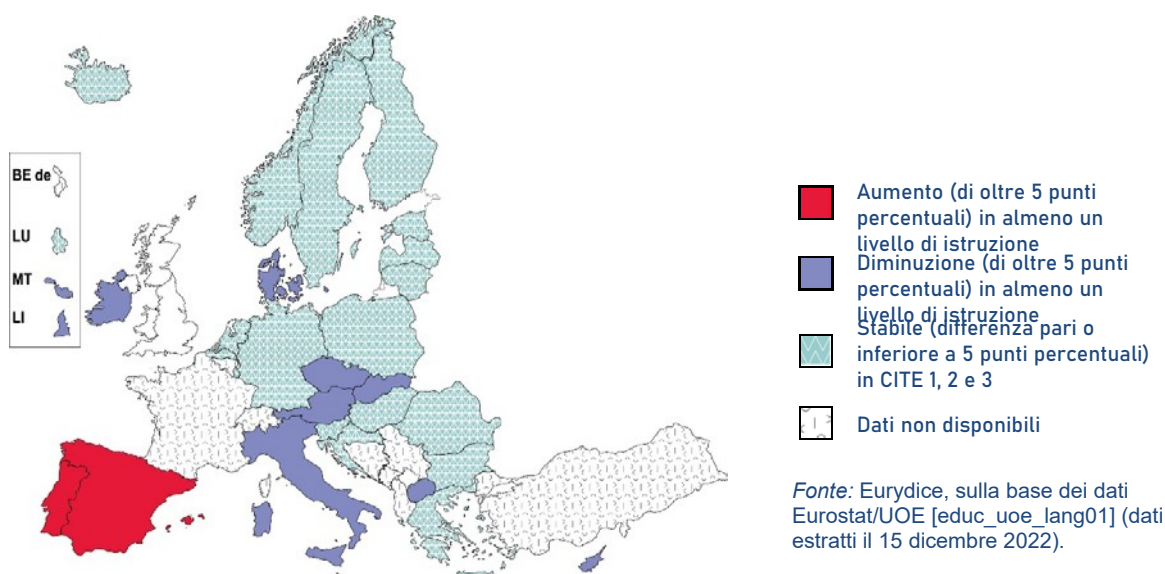 BE de
LU
MT
LI
Aumento (di oltre 5 punti
percentuali) in almeno un
livello di istruzione
Diminuzione (di oltre 5 punti
percentuali) in almeno un
livello di istruzione
Stabile (differenza pari o
inferiore a 5 punti percentuali)
in CITE 1, 2 e 3
Dati non disponibili
Fonte: Eurydice, sulla base dei dati
Eurostat/UOE [educ_uoe_lang01] (dati
estratti il 15 dicembre 2022).